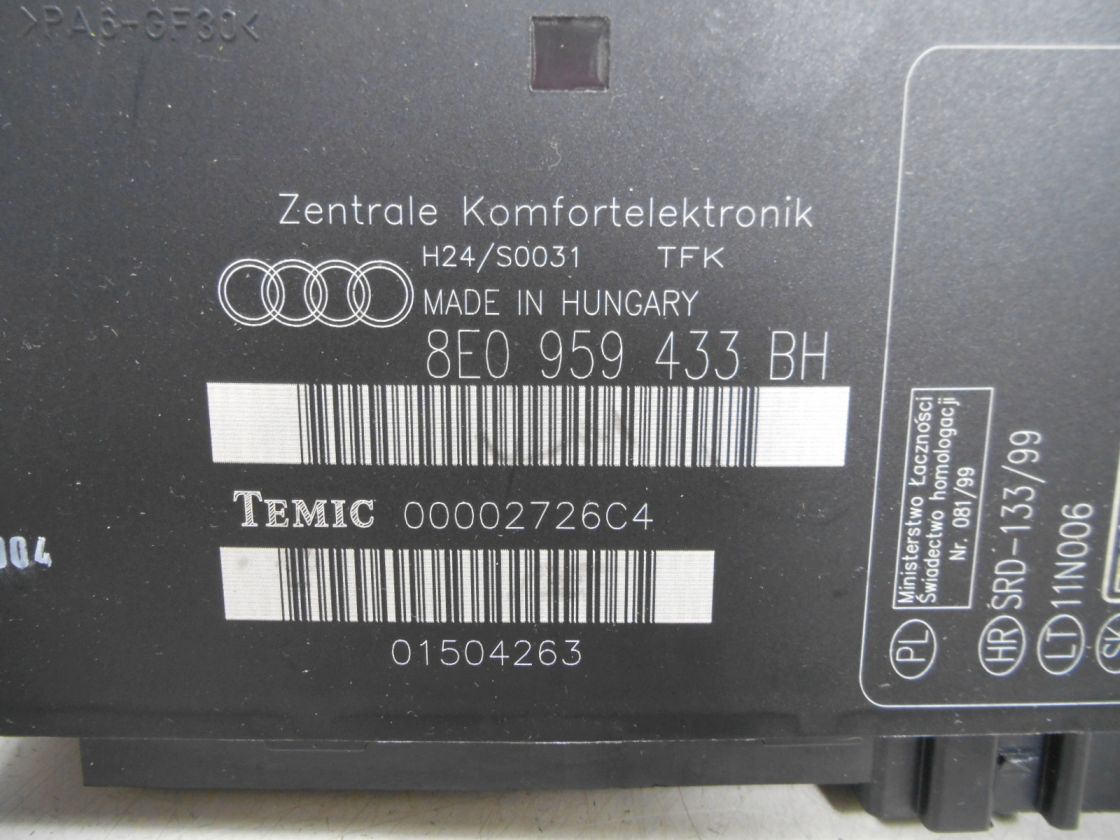 >PA6-GF30<
Zentrale Komfortelektronik
H24/S0031 TFK
MADE IN HUNGARY
8E0 959 433 BH
TEMIC 00002726C4
01504263
004
PL
Ministerstwo Łączności
Świadectwo homologacji
Nr. 081/99
HR SRD-133/99
LT 11N006